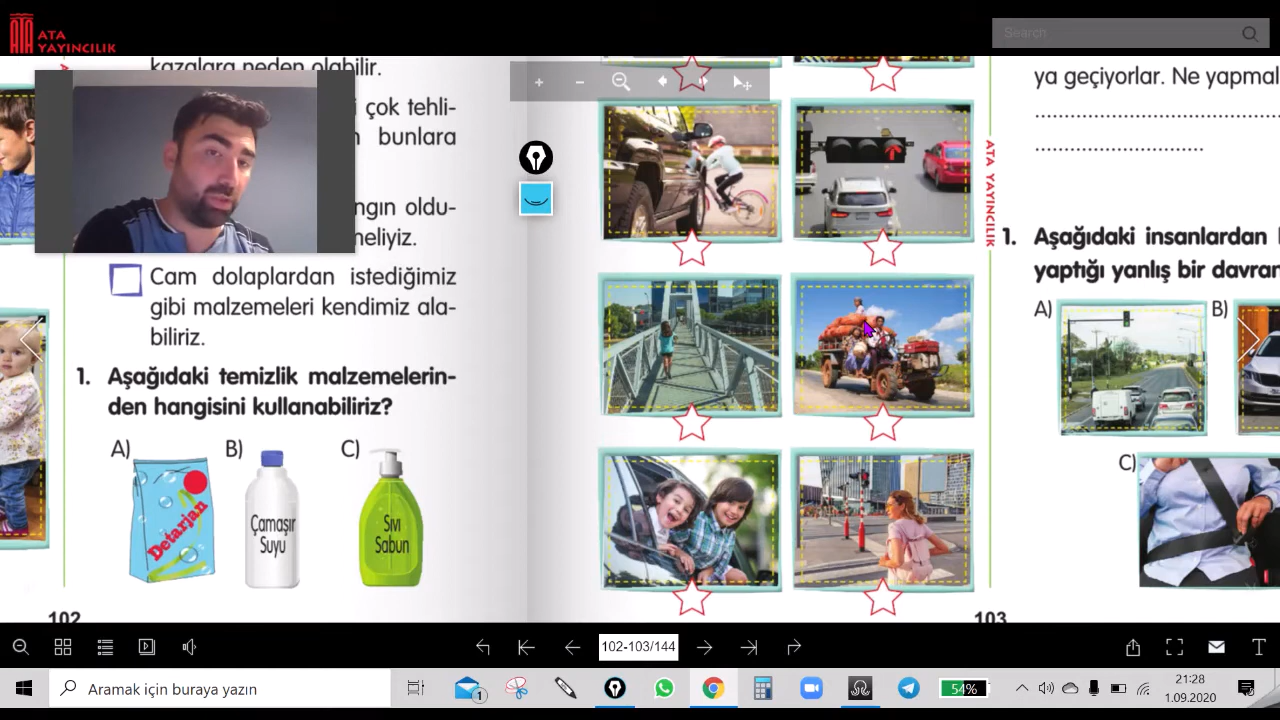 ATA
YAYINCILIK
Search
kazalara neden olabilir.
i çok tehli-
bunlara
ngın oldu-
meliyiz.
Cam dolaplardan istediğimiz
gibi malzemeleri kendimiz ala-
biliriz.
1. Aşağıdaki temizlik malzemelerin-
den hangisini kullanabiliriz?
A)
B)
C)
Detarjan
Çamaşır
Suyu
Sıvı
Sabun
102
ATA YAYINCILIK
103
ya geçiyorlar. Ne yapmal
1. Aşağıdaki insanlardan
yaptığı yanlış bir davran
A)
B)
C)
102-103/144
Aramak için buraya yazın
1
54%
21:28
1.09.2020